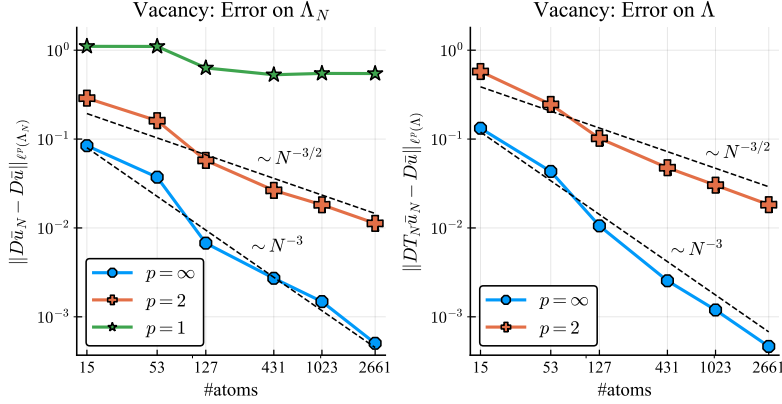 Vacancy: Error on Λ_N
‖Dū_N − Dū‖_{ℓ^p(Λ_N)}
10^0
10^{−1}
10^{−2}
10^{−3}
∼ N^{−3/2}
∼ N^{−3}
p = ∞
p = 2
p = 1
15 53 127 431 1023 2661
#atoms
Vacancy: Error on Λ
‖DT_N ū_N − Dū‖_{ℓ^p(Λ)}
10^0
10^{−1}
10^{−2}
10^{−3}
∼ N^{−3/2}
∼ N^{−3}
p = ∞
p = 2
15 53 127 431 1023 2661
#atoms